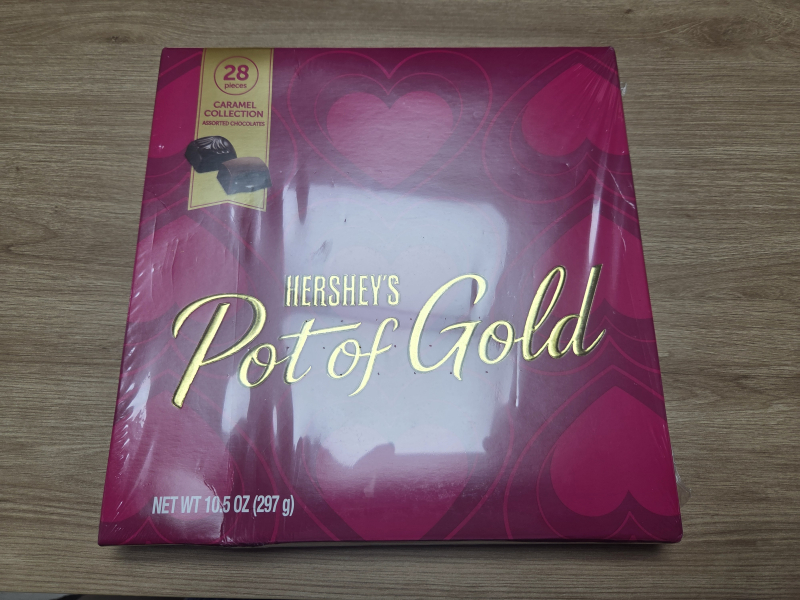 28
pieces
CARAMEL
COLLECTION
ASSORTED CHOCOLATES
HERSHEY'S
Pot of Gold
NET WT 10.5 OZ (297 g)